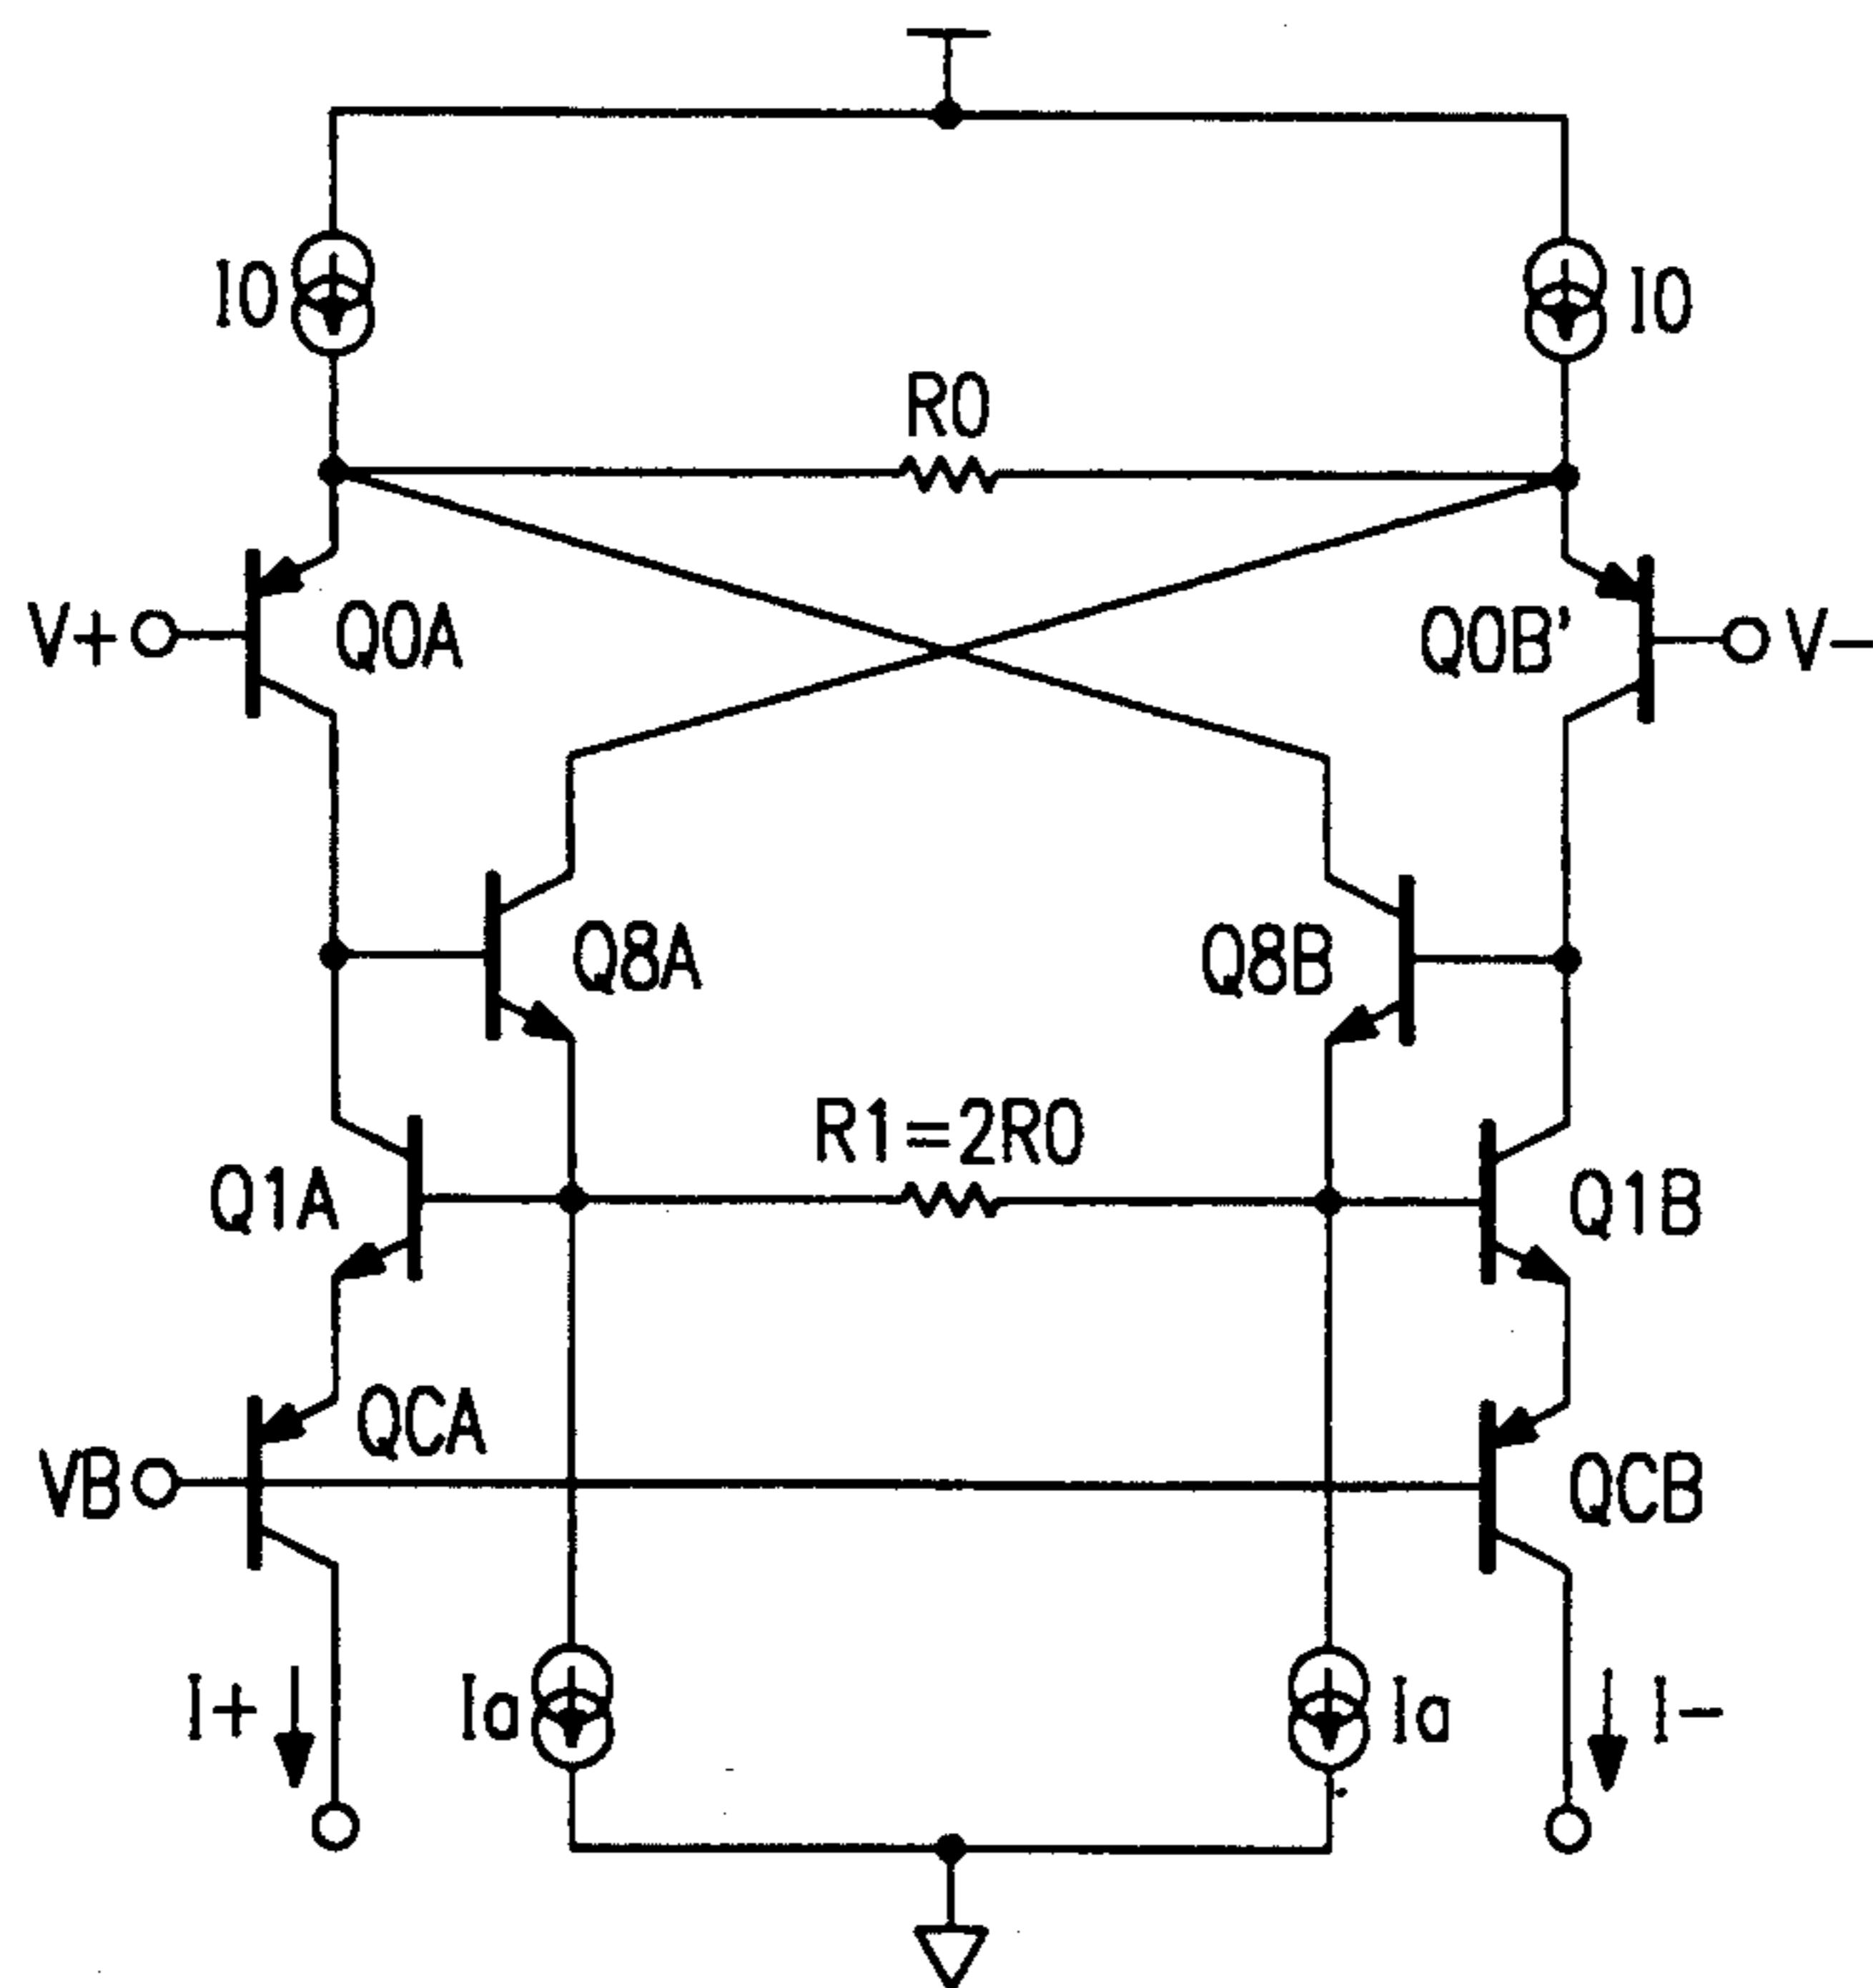 I0
I0
R0
V+
Q0A
Q0B'
V-
Q8A
Q8B
R1=2R0
Q1A
Q1B
QCA
VB
QCB
I+
Ia
Ia
I-